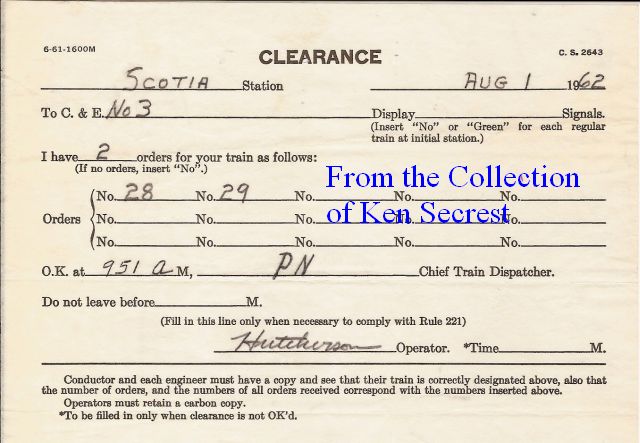 6-61-1600M C. S. 2643
CLEARANCE
SCOTIA Station AUG 1 1962
To C. & E. No 3 Display Signals.
(Insert "No" or "Green" for each regular
train at initial station.)
I have 2 orders for your train as follows:
(If no orders, insert "No".)
From the Collection
of Ken Secrest
Orders
No. 28 No. 29 No. No. No.
No. No. No. No. No.
No. No. No. No. No.
O.K. at 951 a M, PN Chief Train Dispatcher.
Do not leave before M.
(Fill in this line only when necessary to comply with Rule 221)
Hutcherson Operator. *Time M.
Conductor and each engineer must have a copy and see that their train is correctly designated above, also that
the number of orders, and the numbers of all orders received correspond with the numbers inserted above.
Operators must retain a carbon copy.
*To be filled in only when clearance is not OK'd.